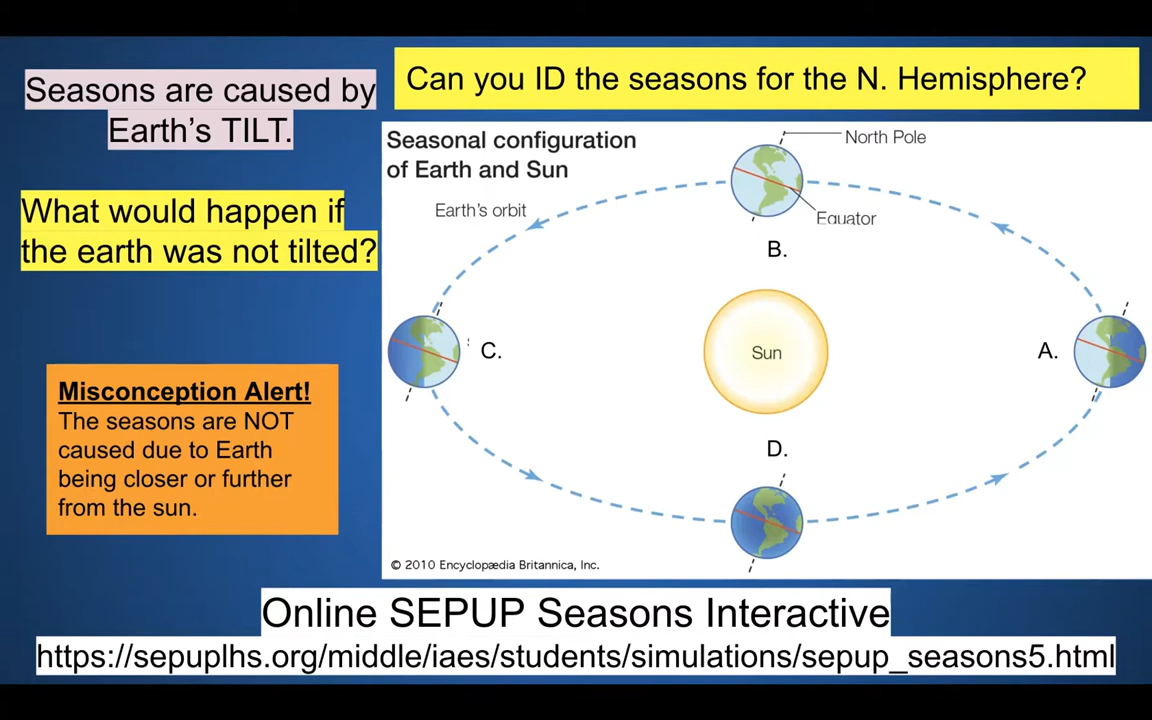 Seasons are caused by
Earth's TILT.
Can you ID the seasons for the N. Hemisphere?
What would happen if
the earth was not tilted?
Misconception Alert!
The seasons are NOT
caused due to Earth
being closer or further
from the sun.
Seasonal configuration
of Earth and Sun
North Pole
Earth's orbit
Equator
B.
C.
Sun
A.
D.
© 2010 Encyclopædia Britannica, Inc.
Online SEPUP Seasons Interactive
https://sepuplhs.org/middle/iaes/students/simulations/sepup_seasons5.html